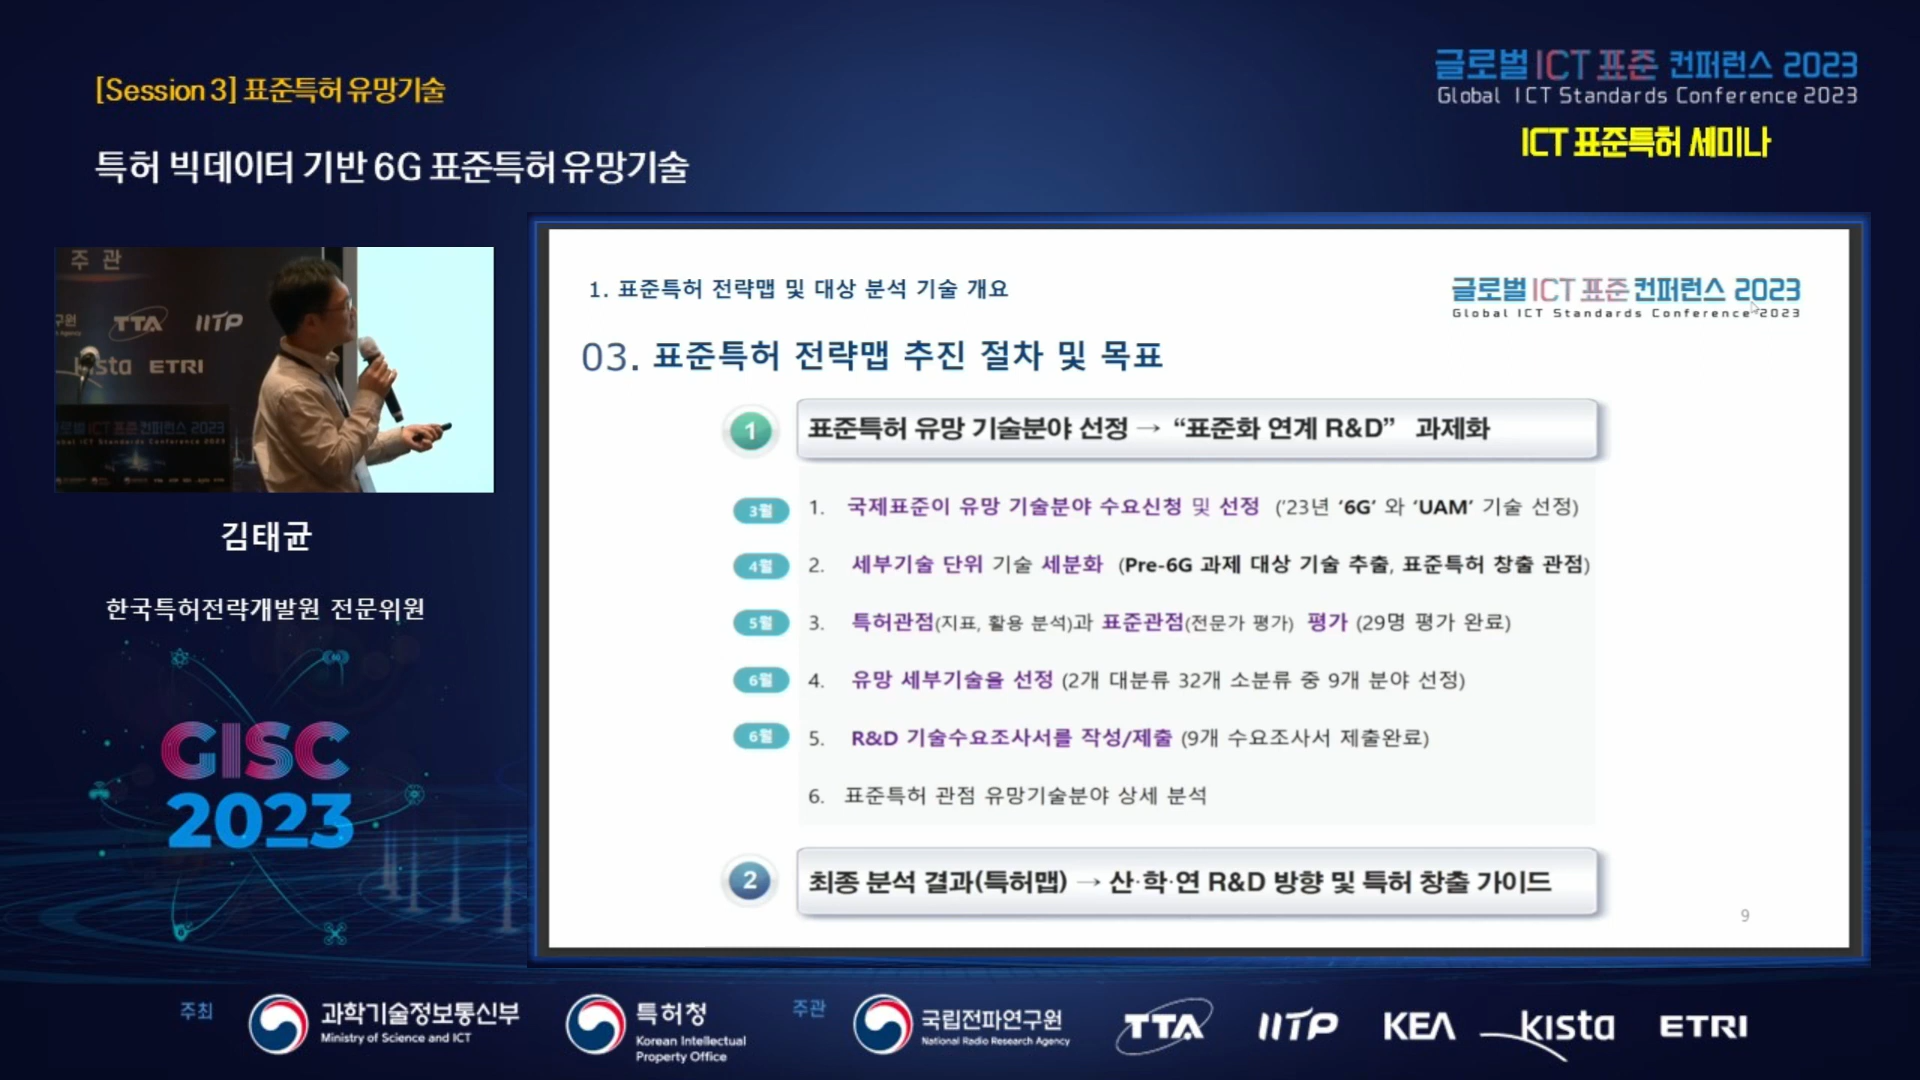 [Session 3] 표준특허 유망기술
특허 빅데이터 기반 6G 표준특허 유망기술
글로벌 ICT 표준 컨퍼런스 2023
Global ICT Standards Conference 2023
ICT 표준특허 세미나
주 관
TTA IITP
kista ETRI
김태균
한국특허전략개발원 전문위원
GISC
2023
1. 표준특허 전략맵 및 대상 분석 기술 개요
글로벌 ICT 표준 컨퍼런스 2023
Global ICT Standards Conference 2023
03. 표준특허 전략맵 추진 절차 및 목표
1 표준특허 유망 기술분야 선정 → “표준화 연계 R&D” 과제화
3월 1. 국제표준이 유망 기술분야 수요신청 및 선정 (’23년 ‘6G’ 와 ‘UAM’ 기술 선정)
4월 2. 세부기술 단위 기술 세분화 (Pre-6G 과제 대상 기술 추출, 표준특허 창출 관점)
5월 3. 특허관점(지표, 활용 분석)과 표준관점(전문가 평가) 평가 (29명 평가 완료)
6월 4. 유망 세부기술을 선정 (2개 대분류 32개 소분류 중 9개 분야 선정)
6월 5. R&D 기술수요조사서를 작성/제출 (9개 수요조사서 제출완료)
6. 표준특허 관점 유망기술분야 상세 분석
2 최종 분석 결과(특허맵) → 산·학·연 R&D 방향 및 특허 창출 가이드
9
주최 과학기술정보통신부
Ministry of Science and ICT
특허청
Korean Intellectual
Property Office
주관 국립전파연구원
National Radio Research Agency
TTA IITP KEA kista ETRI